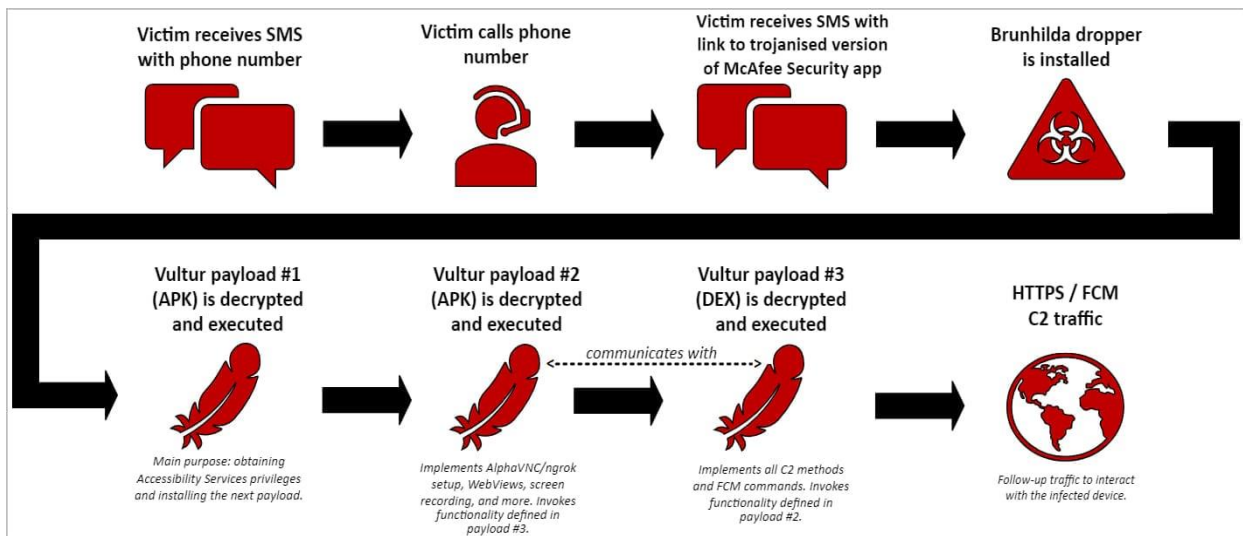 Victim receives SMS
with phone number
Victim calls phone
number
Victim receives SMS with
link to trojanised version
of McAfee Security app
Brunhilda dropper
is installed
Vultur payload #1
(APK) is decrypted
and executed
Main purpose: obtaining
Accessibility Services privileges
and installing the next payload.
Vultur payload #2
(APK) is decrypted
and executed
communicates with
Implements AlphaVNC/ngrok
setup, WebViews, screen
recording, and more. Invokes
functionality defined in
payload #3.
Vultur payload #3
(DEX) is decrypted
and executed
Implements all C2 methods
and FCM commands. Invokes
functionality defined in
payload #2.
HTTPS / FCM
C2 traffic
Follow-up traffic to interact
with the infected device.